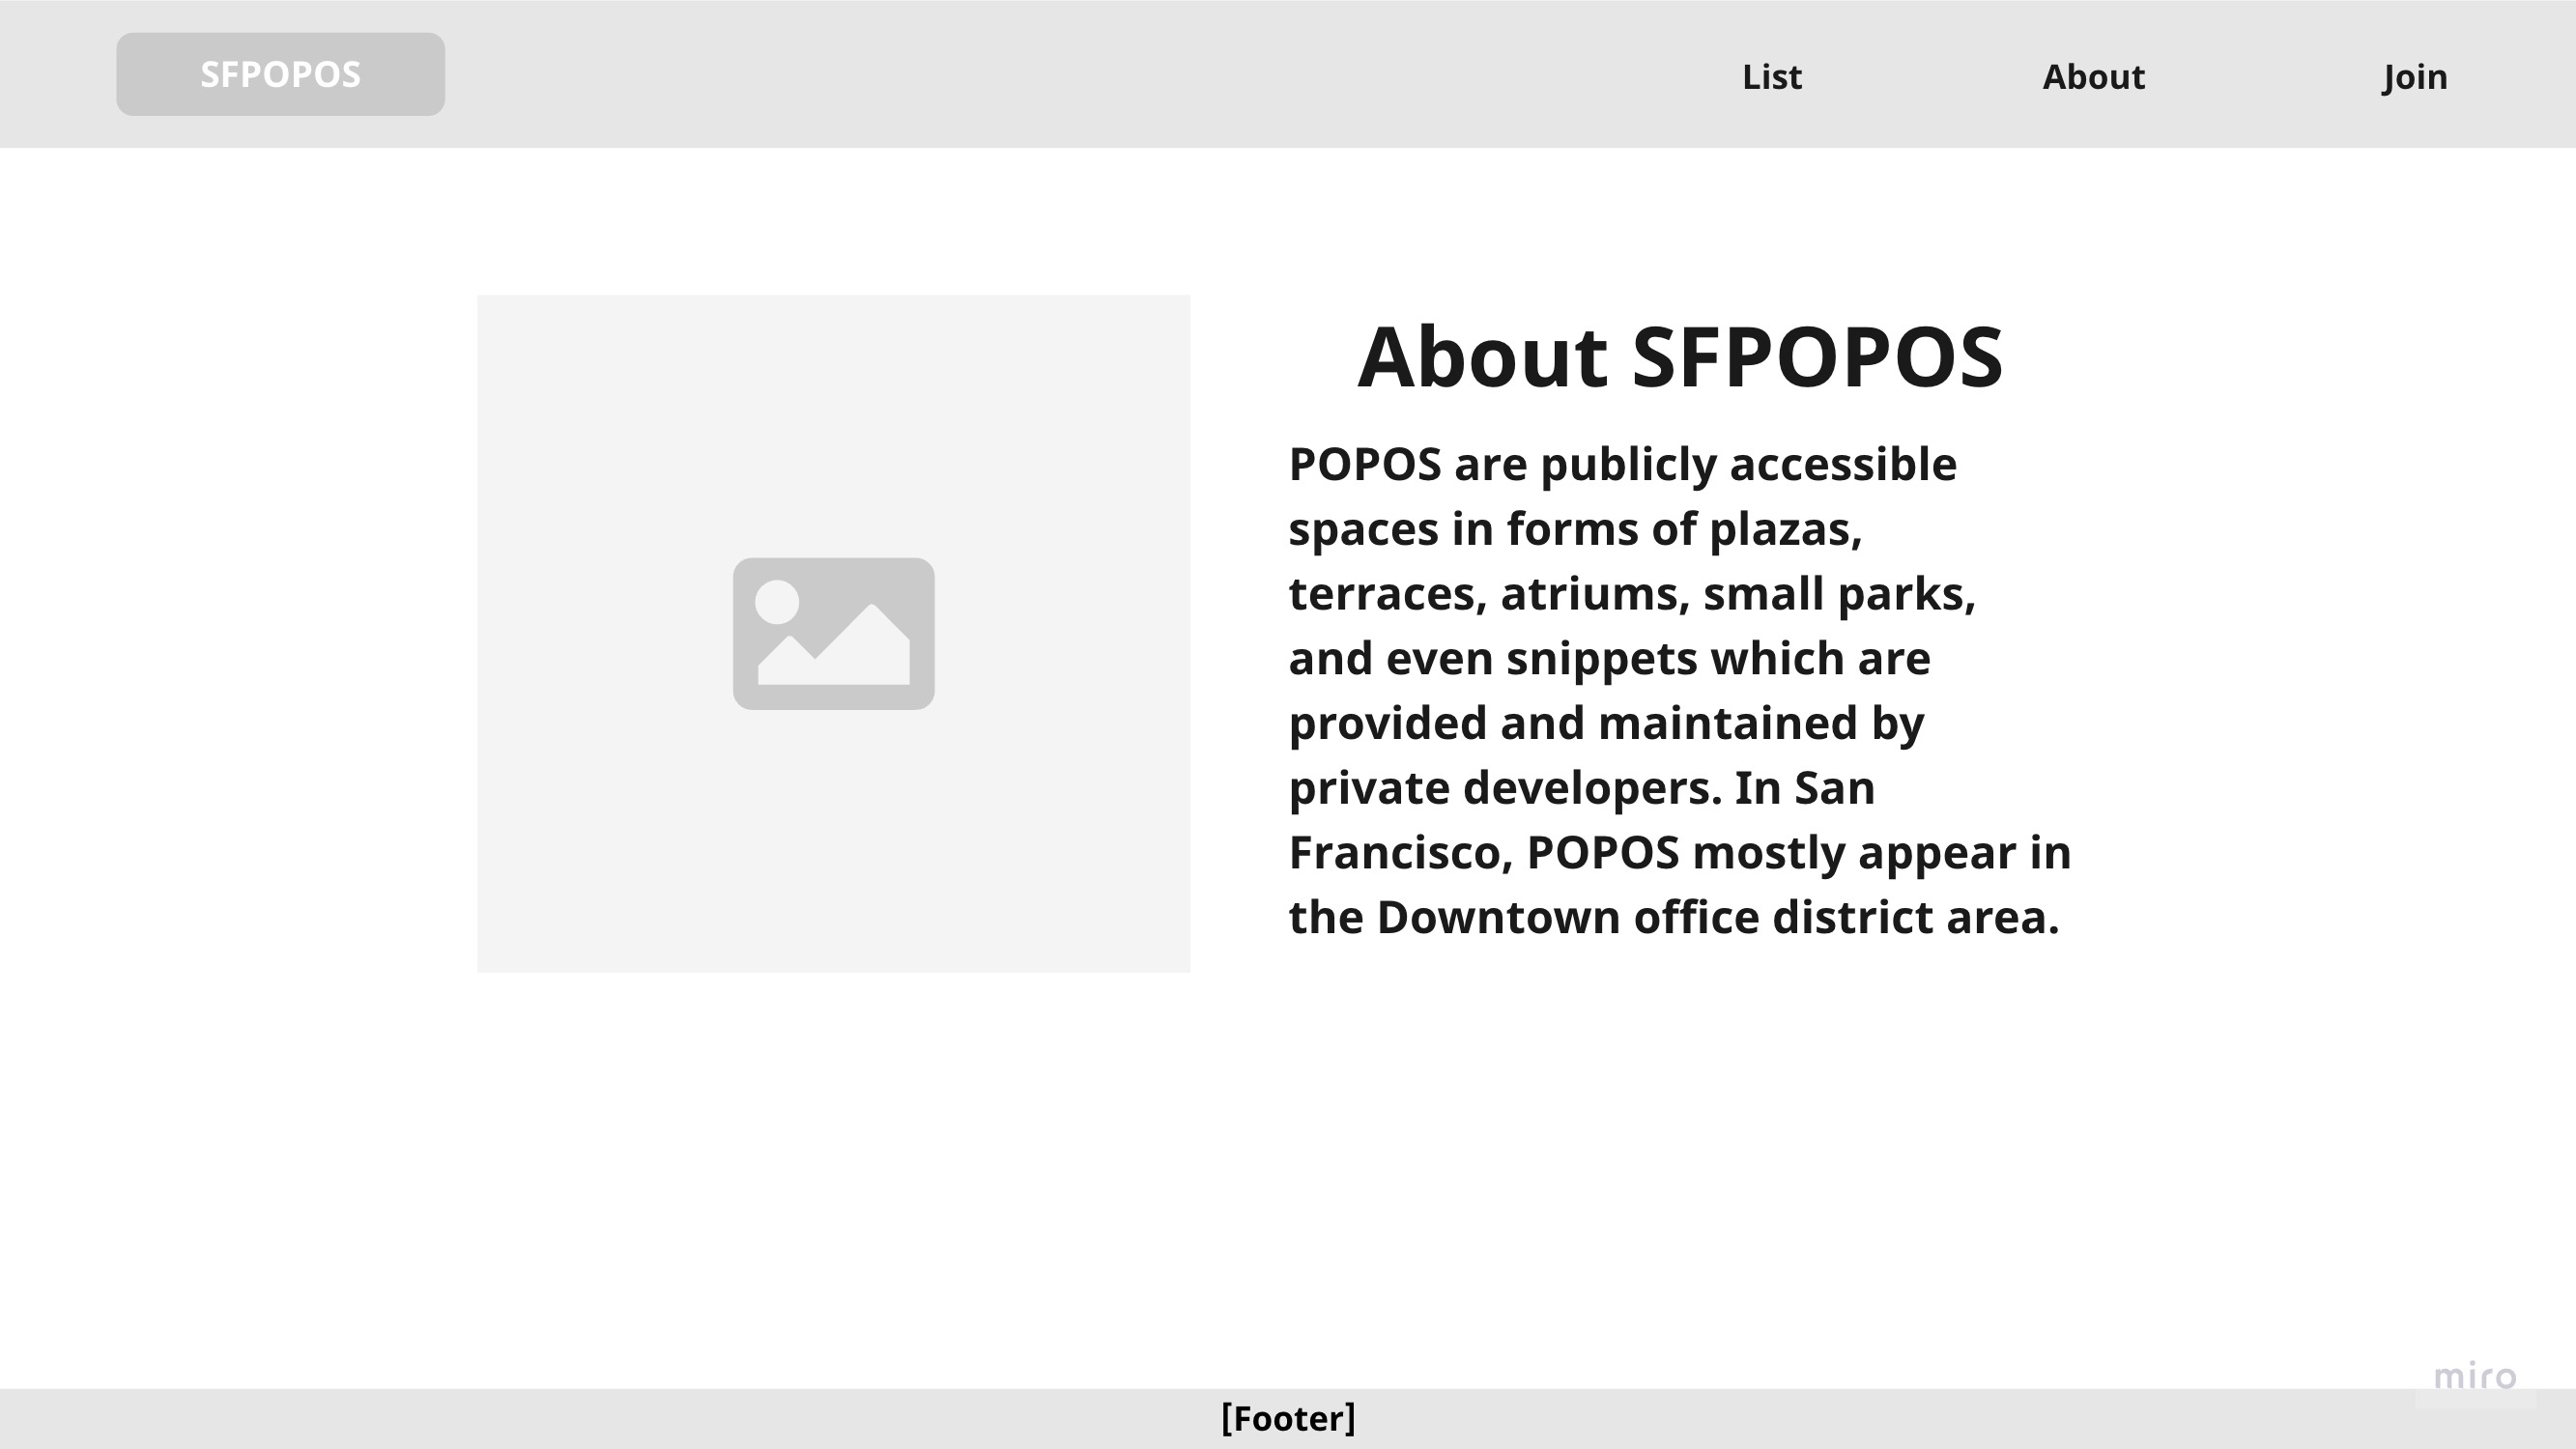 SFPOPOS
List
About
Join
About SFPOPOS
POPOS are publicly accessible
spaces in forms of plazas,
terraces, atriums, small parks,
and even snippets which are
provided and maintained by
private developers. In San
Francisco, POPOS mostly appear in
the Downtown office district area.
miro
[Footer]